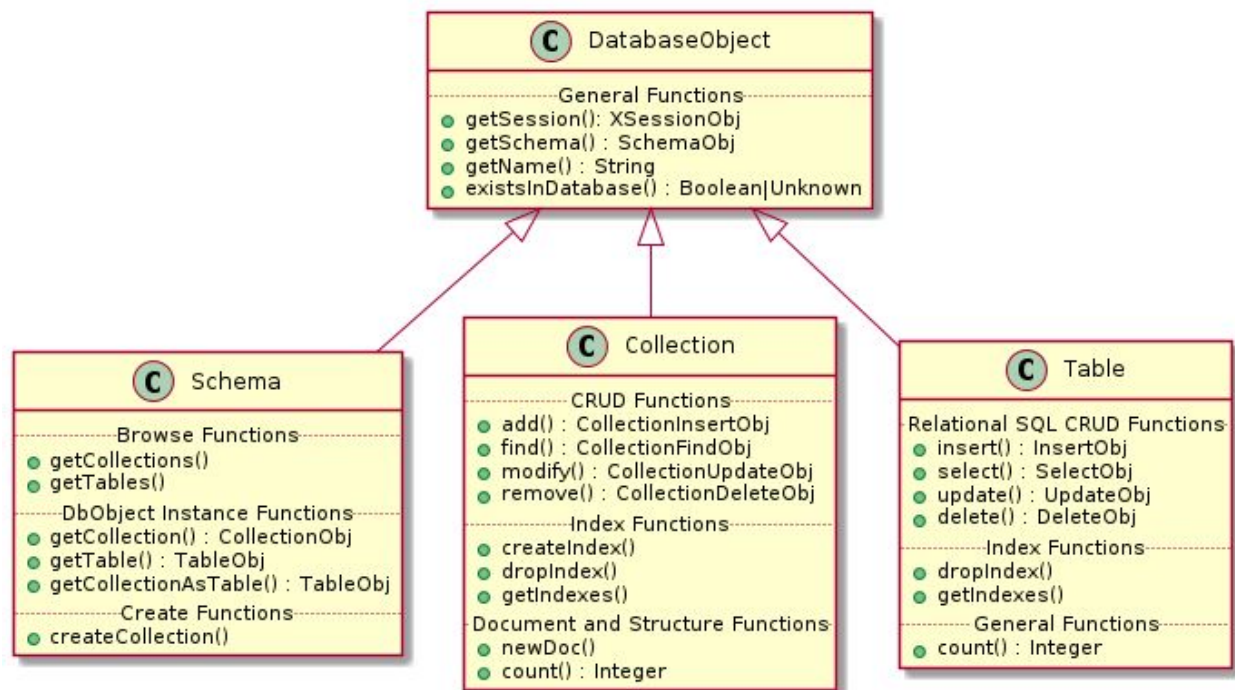 C DatabaseObject
General Functions
getSession(): XSessionObj
getSchema() : SchemaObj
getName() : String
existsInDatabase() : Boolean|Unknown
C Schema
Browse Functions
getCollections()
getTables()
DbObject Instance Functions
getCollection() : CollectionObj
getTable() : TableObj
getCollectionAsTable() : TableObj
Create Functions
createCollection()
C Collection
CRUD Functions
add() : CollectionInsertObj
find() : CollectionFindObj
modify() : CollectionUpdateObj
remove() : CollectionDeleteObj
Index Functions
createIndex()
dropIndex()
getIndexes()
Document and Structure Functions
newDoc()
count() : Integer
C Table
Relational SQL CRUD Functions
insert() : InsertObj
select() : SelectObj
update() : UpdateObj
delete() : DeleteObj
Index Functions
dropIndex()
getIndexes()
General Functions
count() : Integer